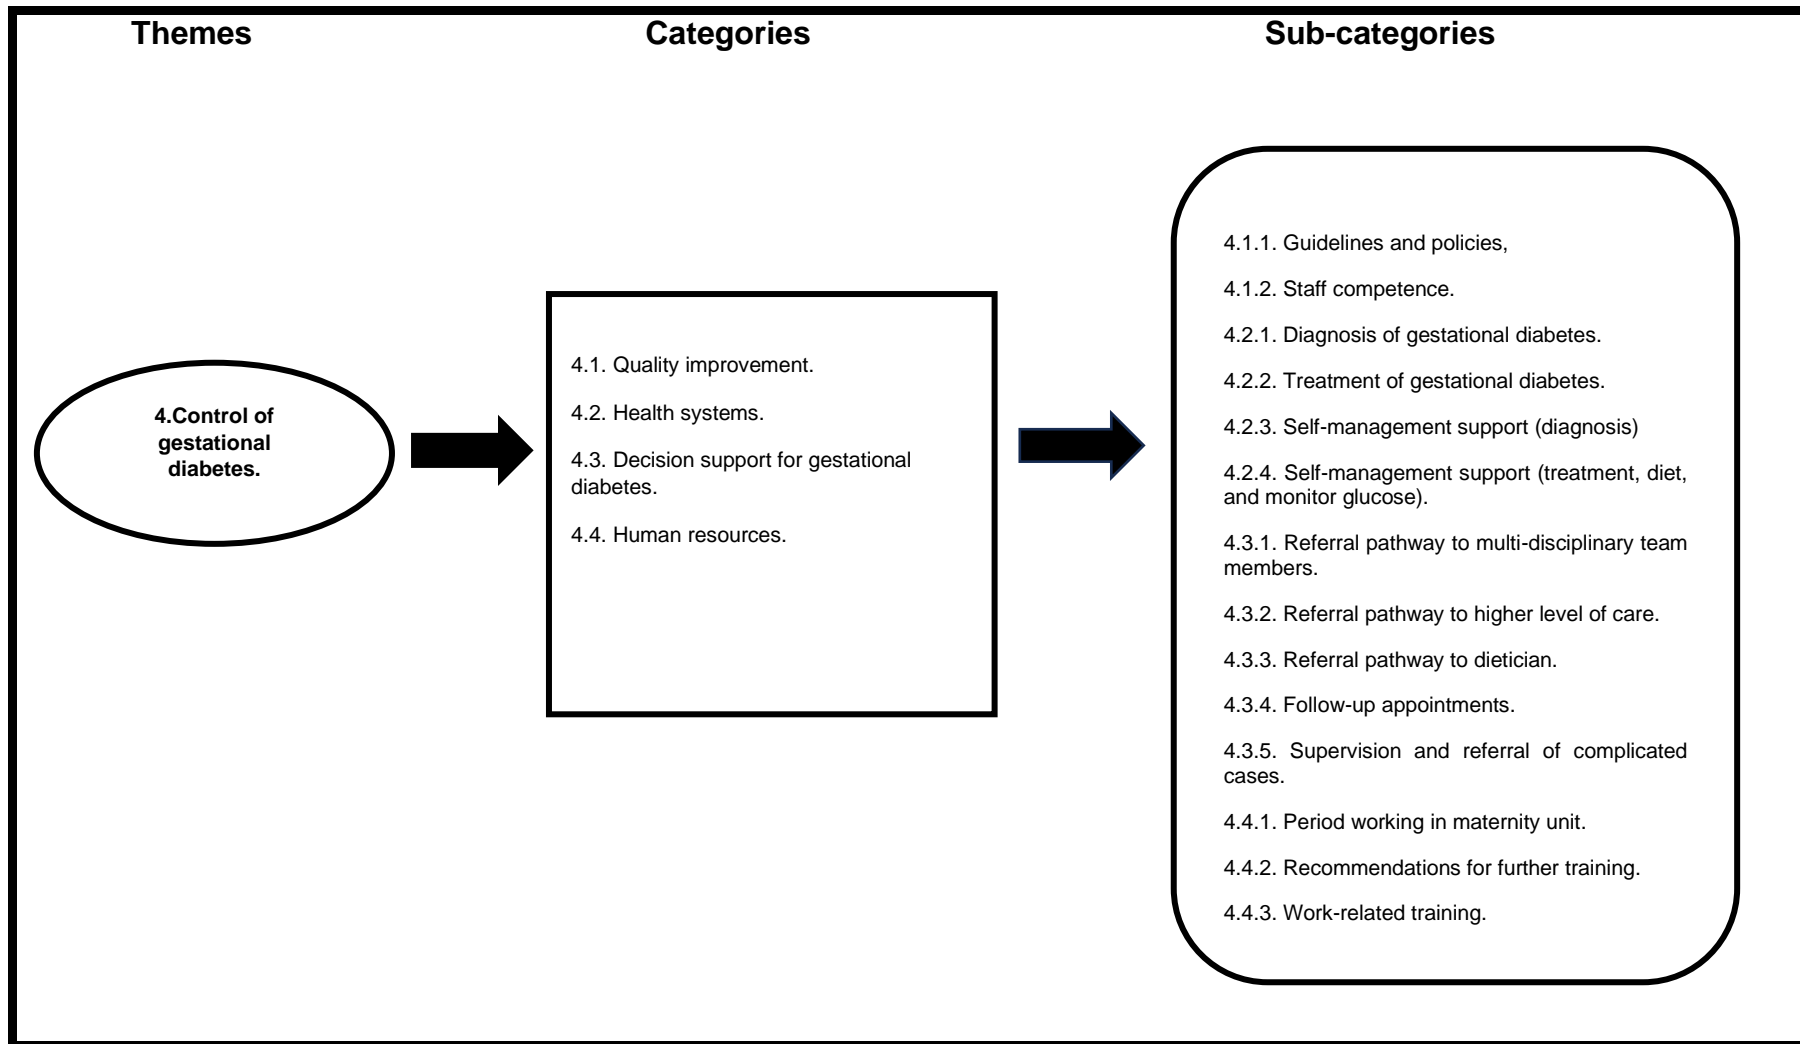 Themes
Categories
Sub-categories
4.Control of
gestational
diabetes.
4.1. Quality improvement.
4.2. Health systems.
4.3. Decision support for gestational
diabetes.
4.4. Human resources.
4.1.1. Guidelines and policies,
4.1.2. Staff competence.
4.2.1. Diagnosis of gestational diabetes.
4.2.2. Treatment of gestational diabetes.
4.2.3. Self-management support (diagnosis)
4.2.4. Self-management support (treatment, diet,
and monitor glucose).
4.3.1. Referral pathway to multi-disciplinary team
members.
4.3.2. Referral pathway to higher level of care.
4.3.3. Referral pathway to dietician.
4.3.4. Follow-up appointments.
4.3.5. Supervision and referral of complicated
cases.
4.4.1. Period working in maternity unit.
4.4.2. Recommendations for further training.
4.4.3. Work-related training.